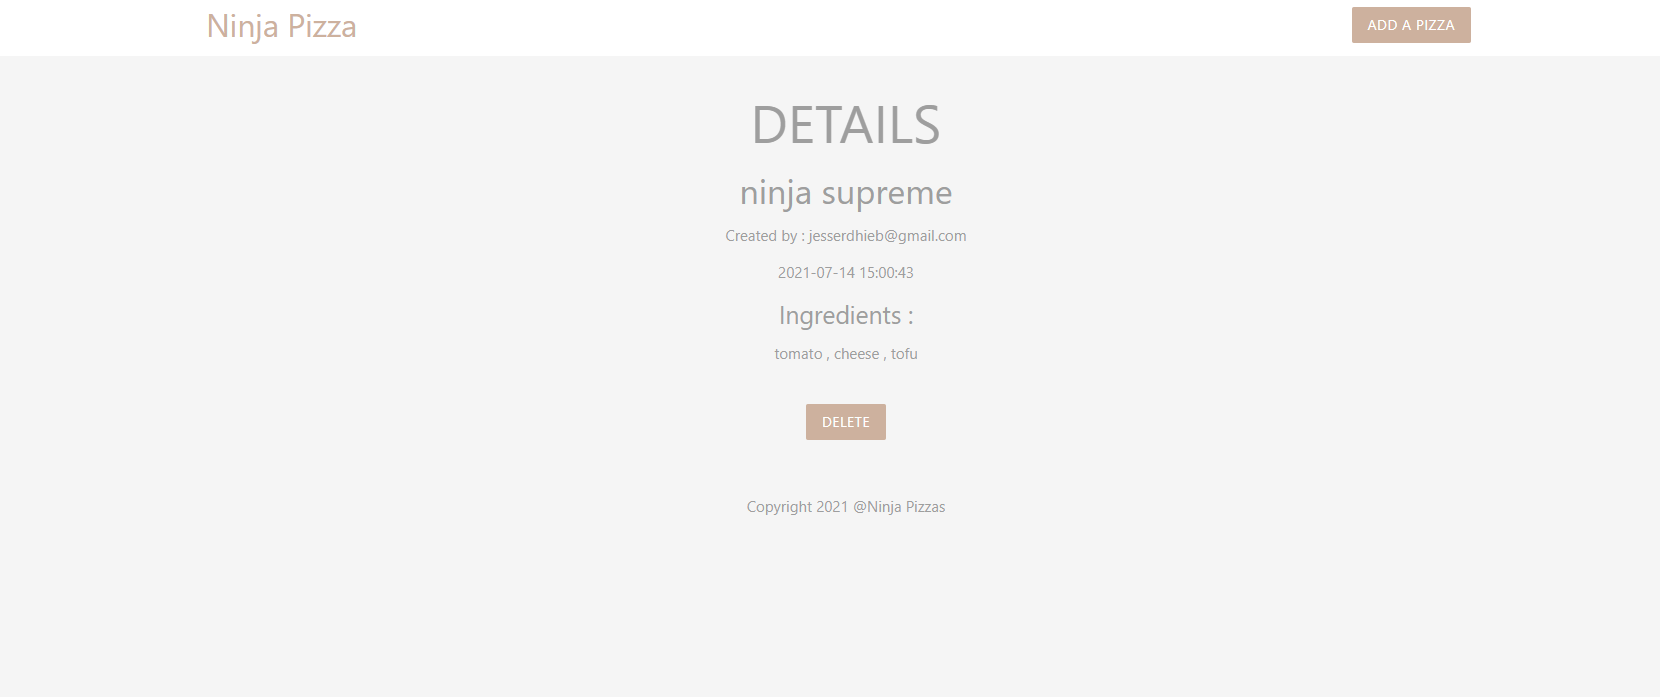 Ninja Pizza
ADD A PIZZA
DETAILS
ninja supreme
Created by : jesserdhieb@gmail.com
2021-07-14 15:00:43
Ingredients :
tomato , cheese , tofu
DELETE
Copyright 2021 @Ninja Pizzas